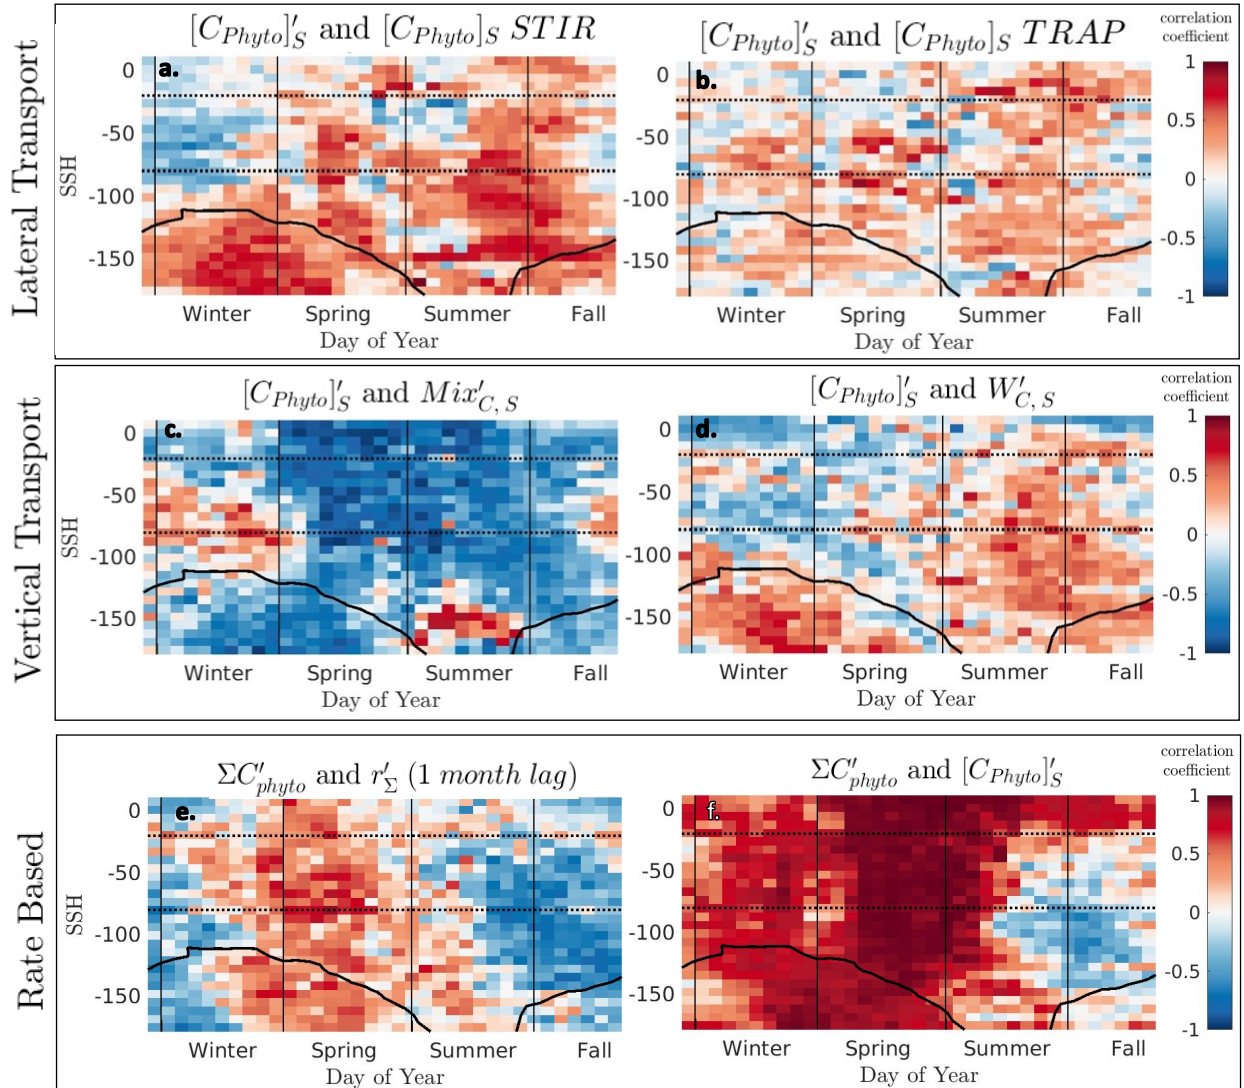 Lateral Transport
[C_Phyto]′_S and [C_Phyto]_S STIR
a.
0
-50
-100
-150
SSH
Winter Spring Summer Fall
Day of Year
[C_Phyto]′_S and [C_Phyto]_S TRAP
b.
0
-50
-100
-150
Winter Spring Summer Fall
Day of Year
correlation
coefficient
1
0.5
0
-0.5
-1
Vertical Transport
[C_Phyto]′_S and Mix′_C, S
c.
0
-50
-100
-150
SSH
Winter Spring Summer Fall
Day of Year
[C_Phyto]′_S and W′_C, S
d.
0
-50
-100
-150
Winter Spring Summer Fall
Day of Year
correlation
coefficient
1
0.5
0
-0.5
-1
Rate Based
ΣC′_phyto and r′_Σ (1 month lag)
e.
0
-50
-100
-150
SSH
Winter Spring Summer Fall
Day of Year
ΣC′_phyto and [C_Phyto]′_S
f.
0
-50
-100
-150
Winter Spring Summer Fall
Day of Year
correlation
coefficient
1
0.5
0
-0.5
-1